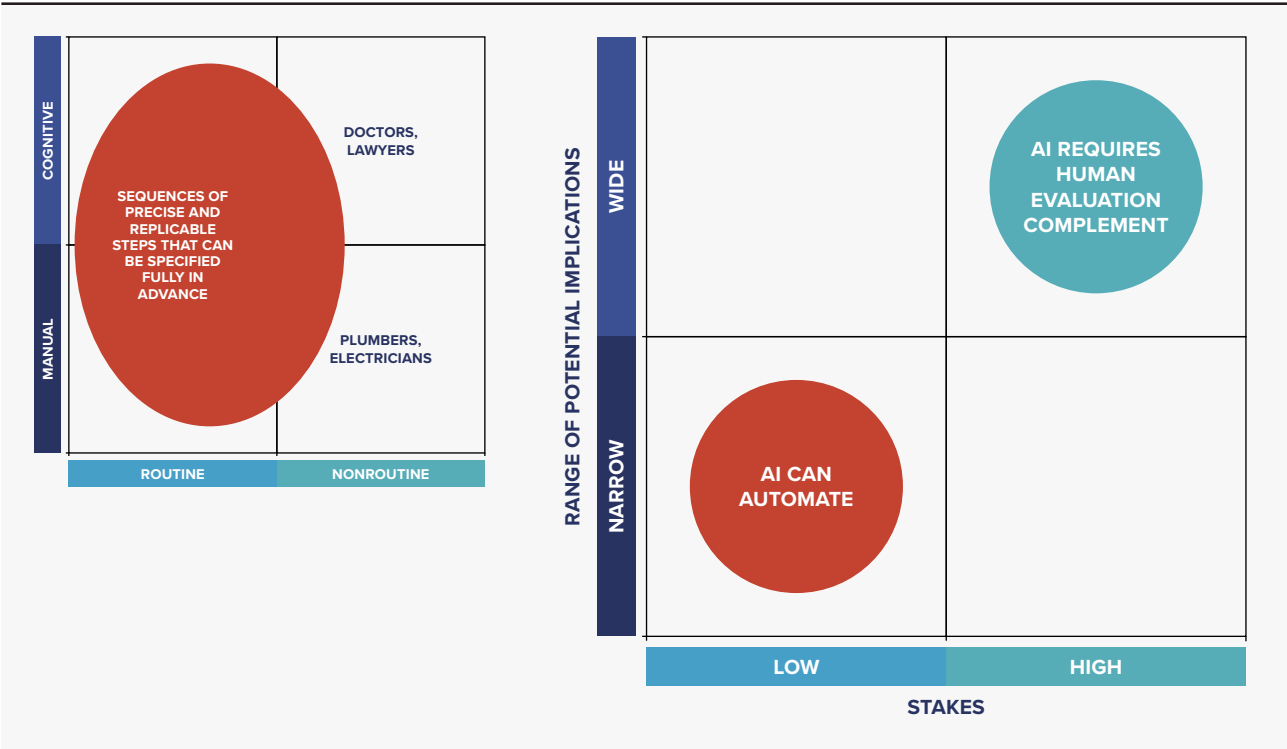 COGNITIVE
MANUAL
SEQUENCES OF
PRECISE AND
REPLICABLE
STEPS THAT CAN
BE SPECIFIED
FULLY IN
ADVANCE
DOCTORS,
LAWYERS
PLUMBERS,
ELECTRICIANS
ROUTINE
NONROUTINE
RANGE OF POTENTIAL IMPLICATIONS
WIDE
NARROW
AI REQUIRES
HUMAN
EVALUATION
COMPLEMENT
AI CAN
AUTOMATE
LOW
HIGH
STAKES